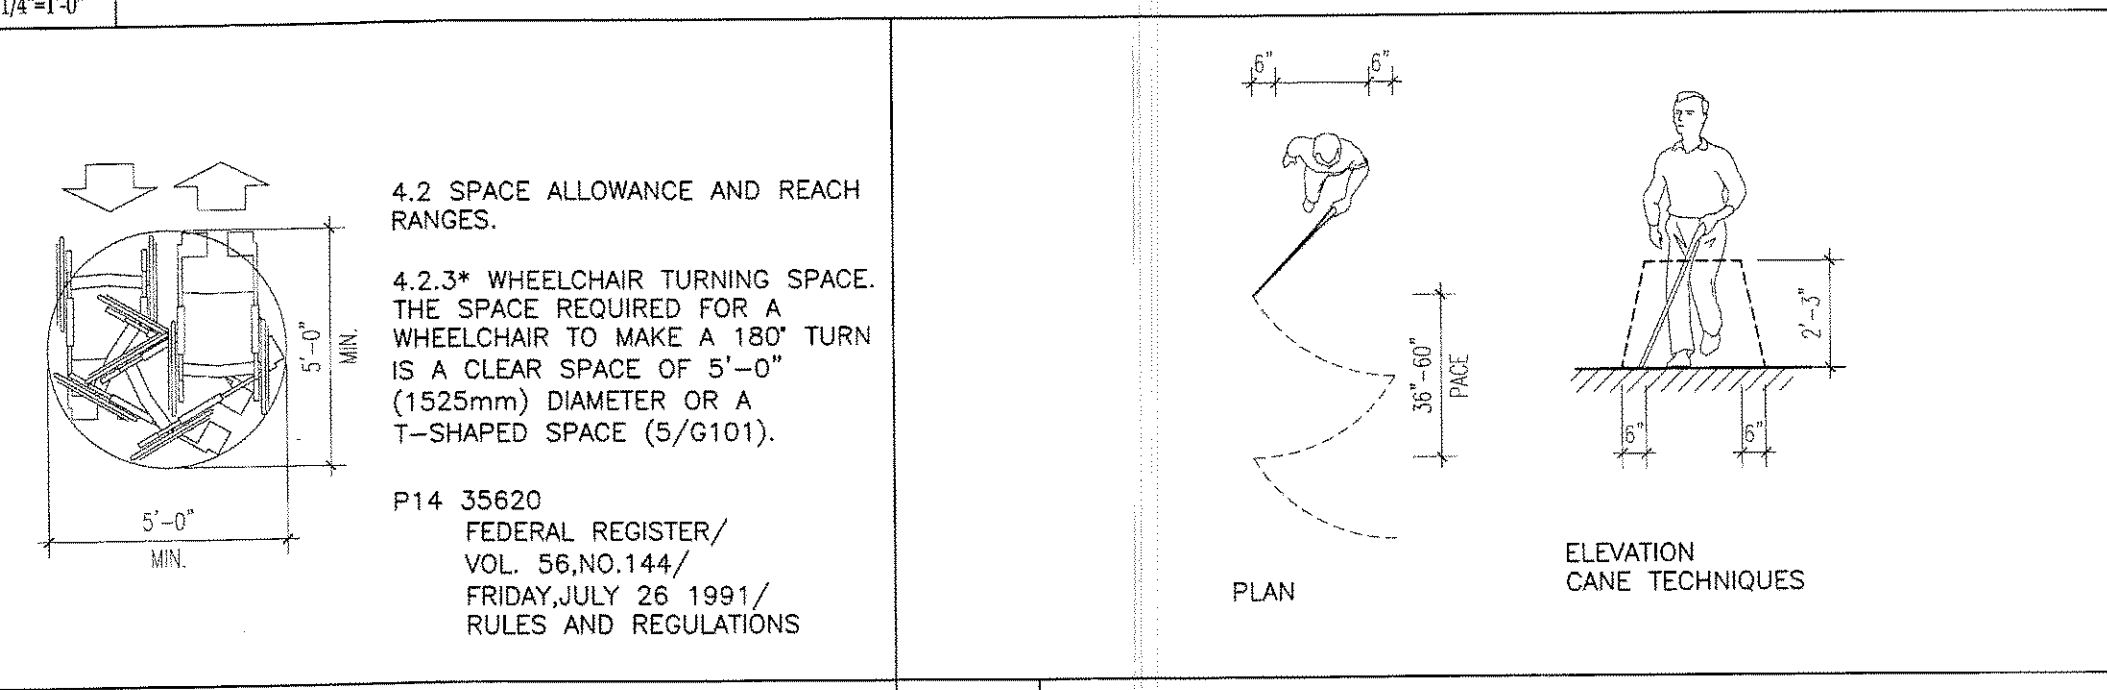 1/4"=1'-0"
4.2 SPACE ALLOWANCE AND REACH
RANGES.
4.2.3* WHEELCHAIR TURNING SPACE.
THE SPACE REQUIRED FOR A
WHEELCHAIR TO MAKE A 180° TURN
IS A CLEAR SPACE OF 5'-0"
(1525mm) DIAMETER OR A
T-SHAPED SPACE (5/G101).
P14 35620
FEDERAL REGISTER/
VOL. 56,NO.144/
FRIDAY,JULY 26 1991/
RULES AND REGULATIONS
5'-0"
MIN.
5'-0"
MIN.
6"
6"
36"-60"
PACE
PLAN
2'-3"
6"
6"
ELEVATION
CANE TECHNIQUES